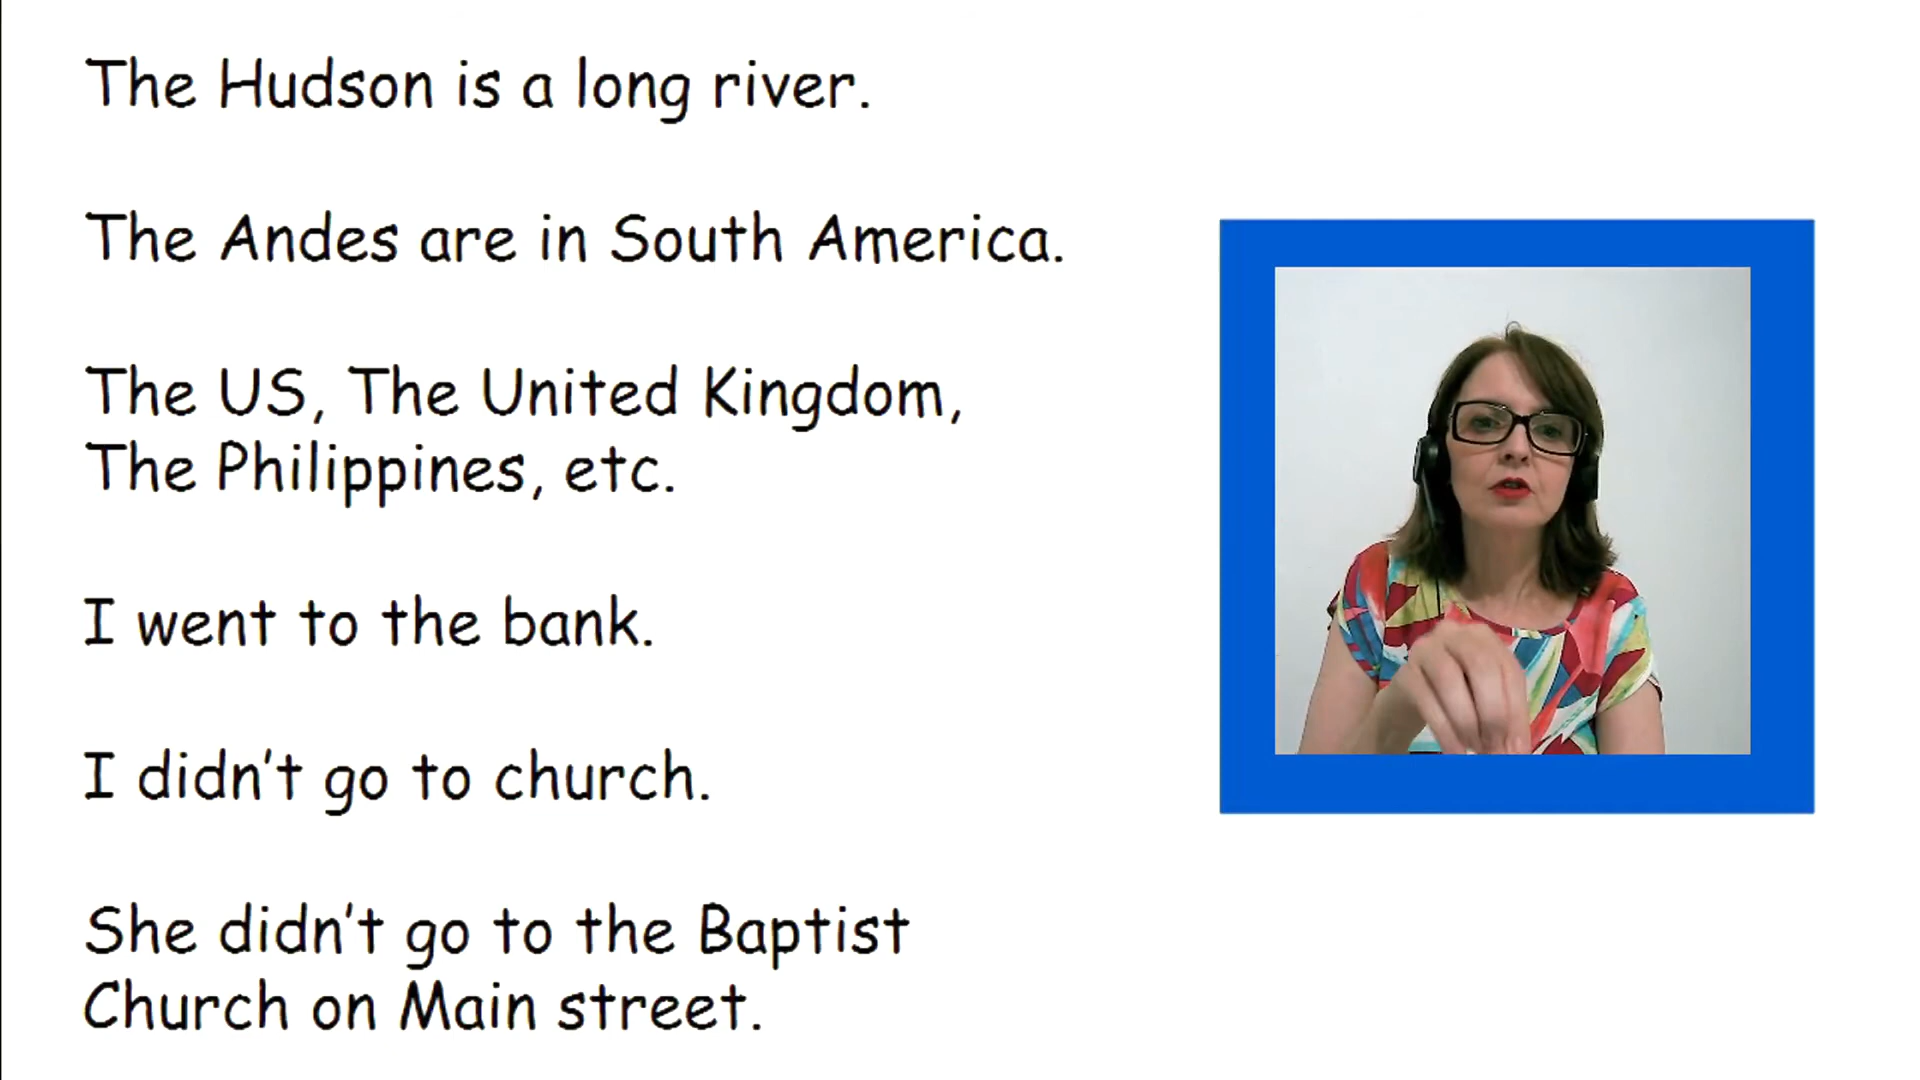 The Hudson is a long river.
The Andes are in South America.
The US, The United Kingdom,
The Philippines, etc.
I went to the bank.
I didn't go to church.
She didn't go to the Baptist
Church on Main street.